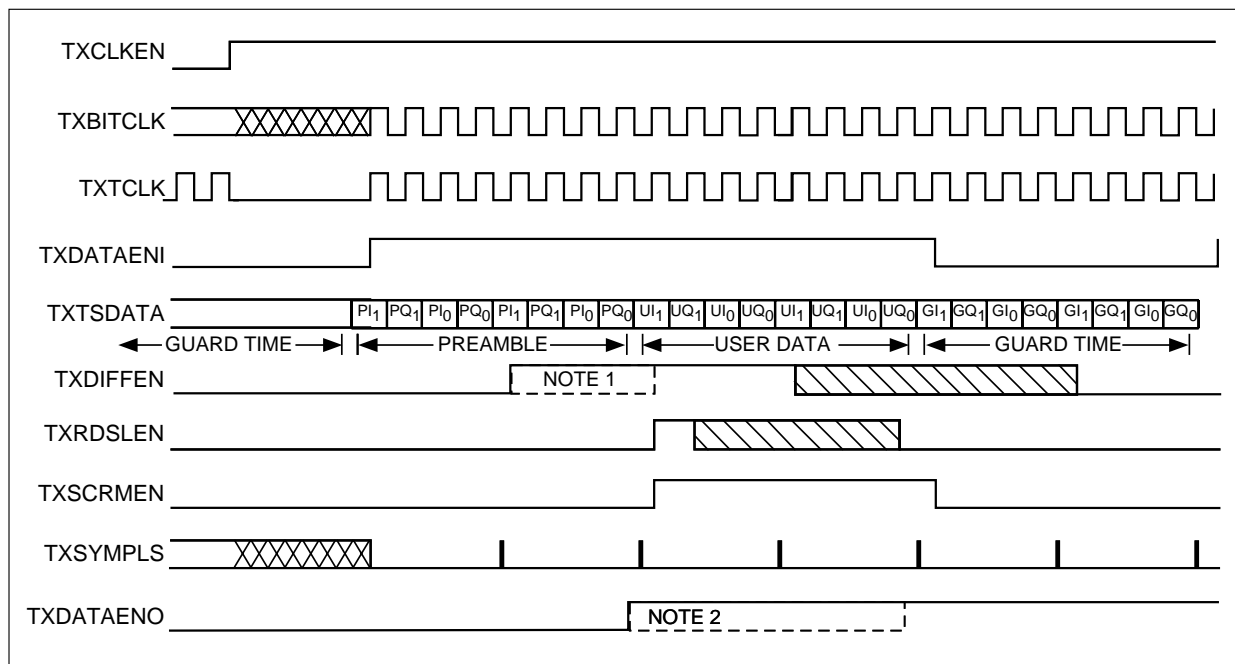 TXCLKEN
TXBITCLK
TXTCLK
TXDATAENI
TXTSDATA PI1 PQ1 PI0 PQ0 PI1 PQ1 PI0 PQ0 UI1 UQ1 UI0 UQ0 UI1 UQ1 UI0 UQ0 GI1 GQ1 GI0 GQ0 GI1 GQ1 GI0 GQ0
GUARD TIME PREAMBLE USER DATA GUARD TIME
TXDIFFEN NOTE 1
TXRDSLEN
TXSCRMEN
TXSYMPLS
TXDATAENO NOTE 2